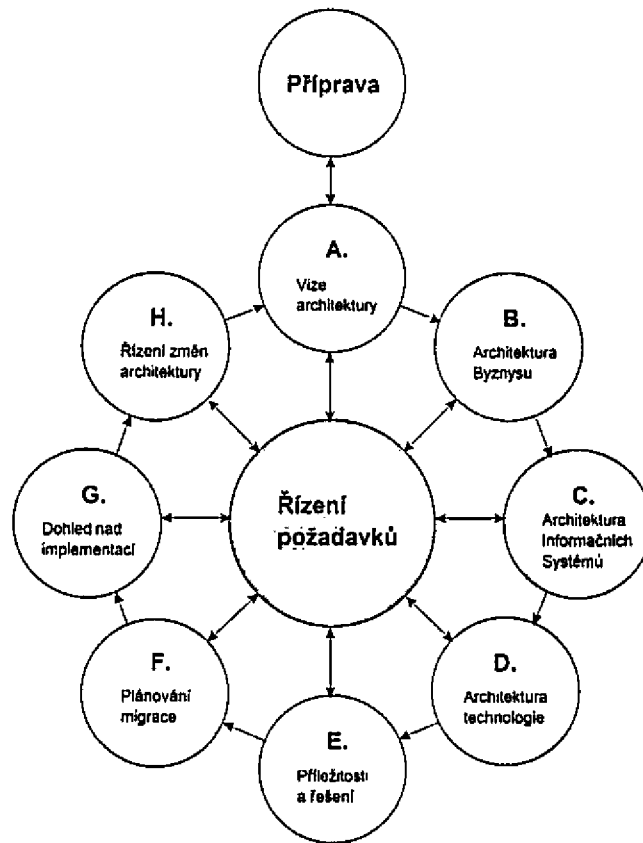 Příprava
A.
Vize
architektury
B.
Architektura
Byznysu
C.
Architektura
Informačních
Systémů
D.
Architektura
technologie
E.
Příležitosti
a řešení
F.
Plánování
migrace
G.
Dohled nad
implementací
H.
Řízení změn
architektury
Řízení
požadavků